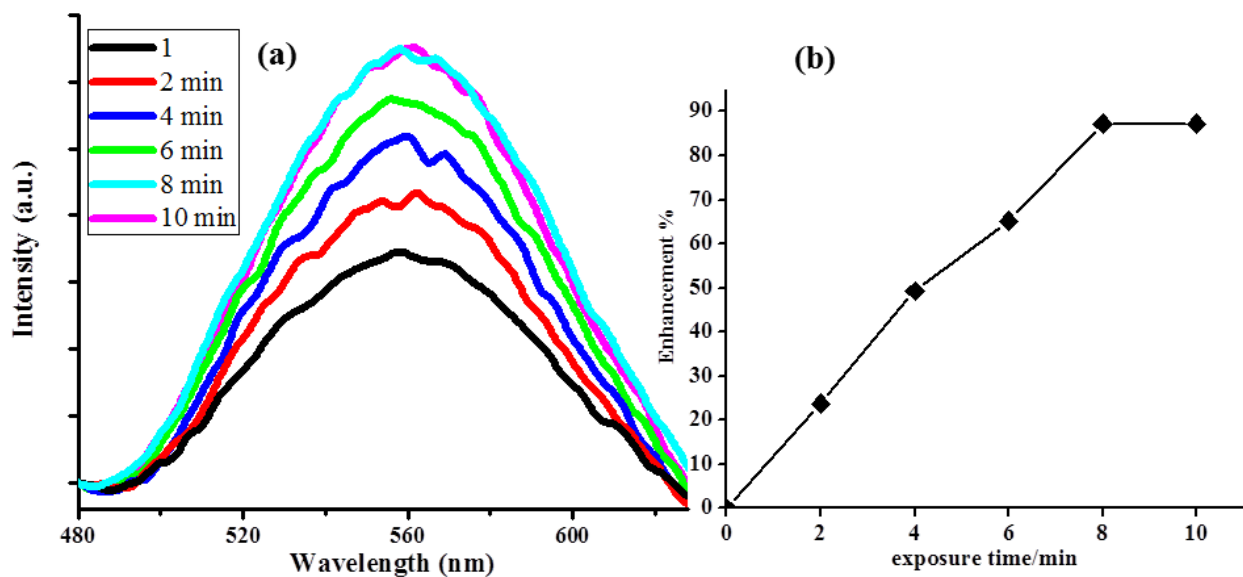 (a)
1
2 min
4 min
6 min
8 min
10 min
Intensity (a.u.)
480
520
560
600
Wavelength (nm)
(b)
90
80
70
60
50
40
30
20
10
0
Enhancement %
0
2
4
6
8
10
exposure time/min